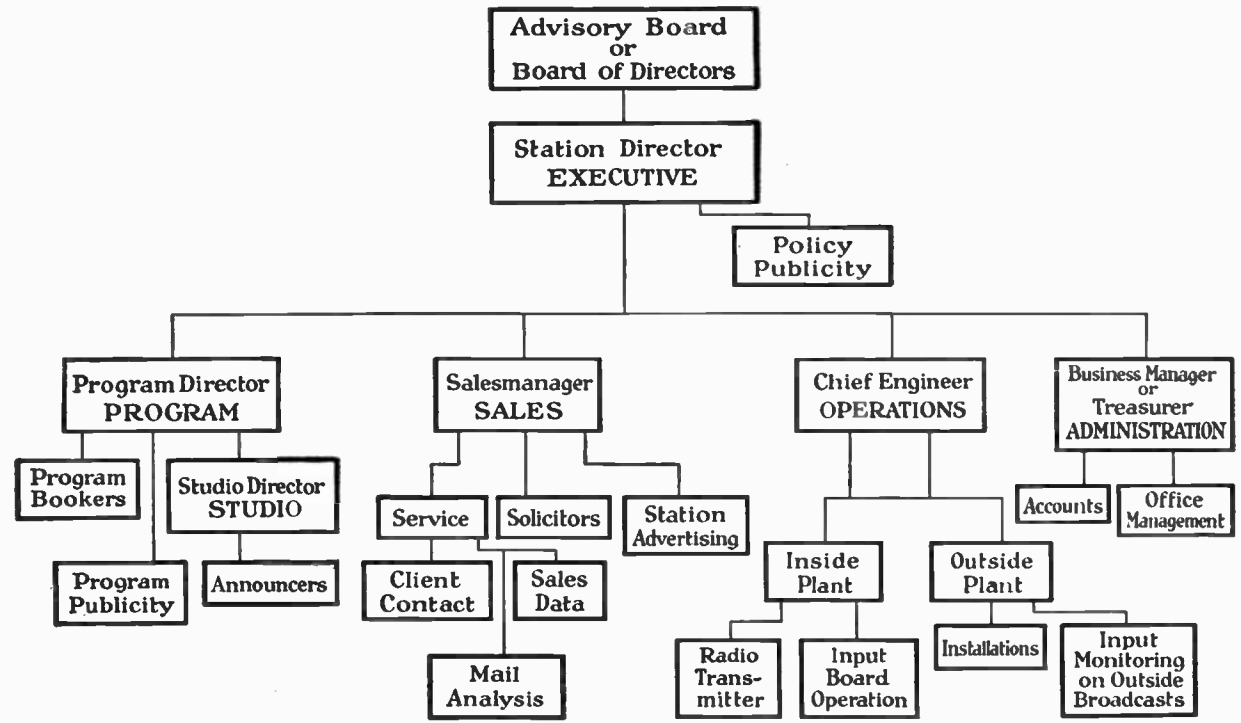 Advisory Board
or
Board of Directors
Station Director
EXECUTIVE
Policy
Publicity
Program Director
PROGRAM
Salesmanager
SALES
Chief Engineer
OPERATIONS
Business Manager
or
Treasurer
ADMINISTRATION
Program
Bookers
Studio Director
STUDIO
Program
Publicity
Announcers
Service
Solicitors
Station
Advertising
Client
Contact
Sales
Data
Mail
Analysis
Inside
Plant
Outside
Plant
Radio
Trans-
mitter
Input
Board
Operation
Installations
Input
Monitoring
on Outside
Broadcasts
Accounts
Office
Management